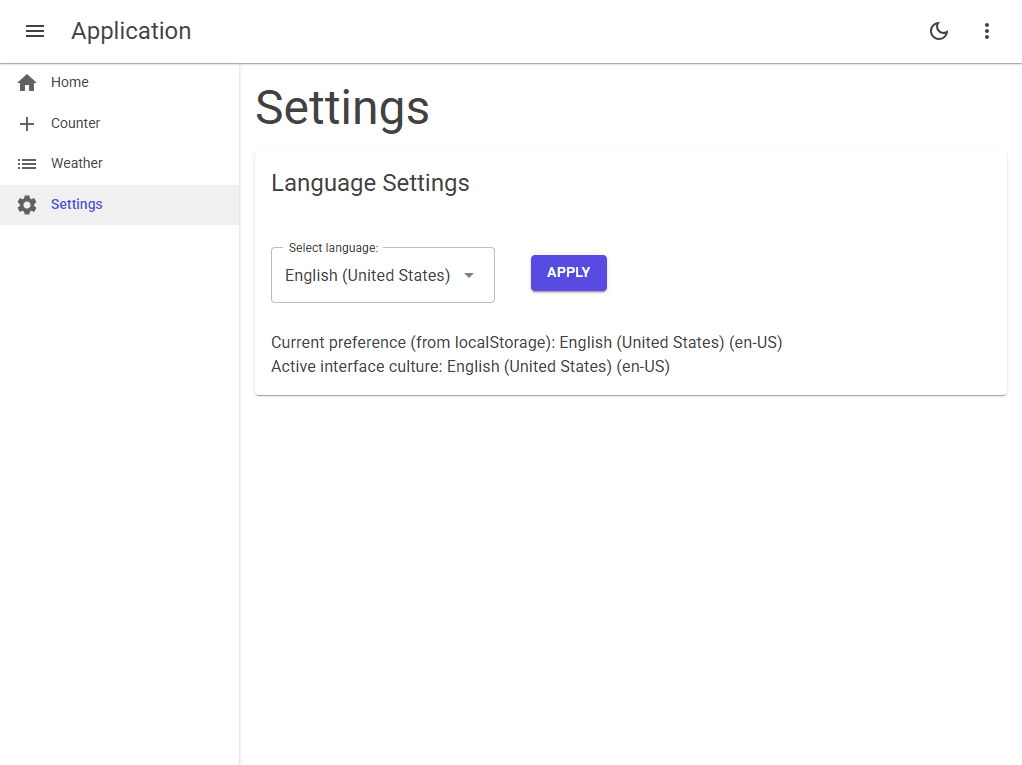 Application
Home
Counter
Weather
Settings
Settings
Language Settings
Select language:
English (United States)
APPLY
Current preference (from localStorage): English (United States) (en-US)
Active interface culture: English (United States) (en-US)